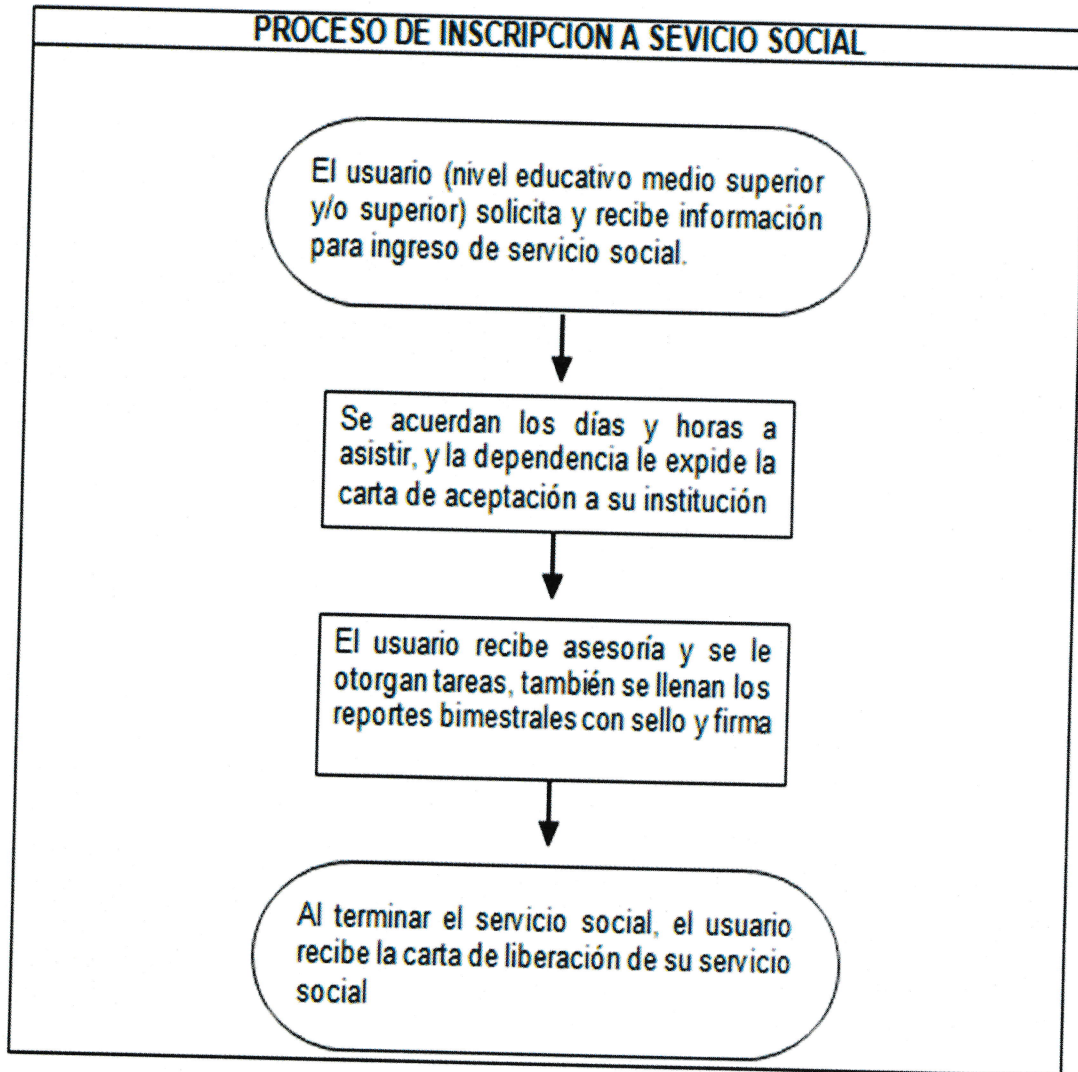 PROCESO DE INSCRIPCION A SEVICIO SOCIAL
El usuario (nivel educativo medio superior
y/o superior) solicita y recibe información
para ingreso de servicio social.
Se acuerdan los días y horas a
asistir, y la dependencia le expide la
carta de aceptación a su institución
El usuario recibe asesoría y se le
otorgan tareas, también se llenan los
reportes bimestrales con sello y firma
Al terminar el servicio social, el usuario
recibe la carta de liberación de su servicio
social